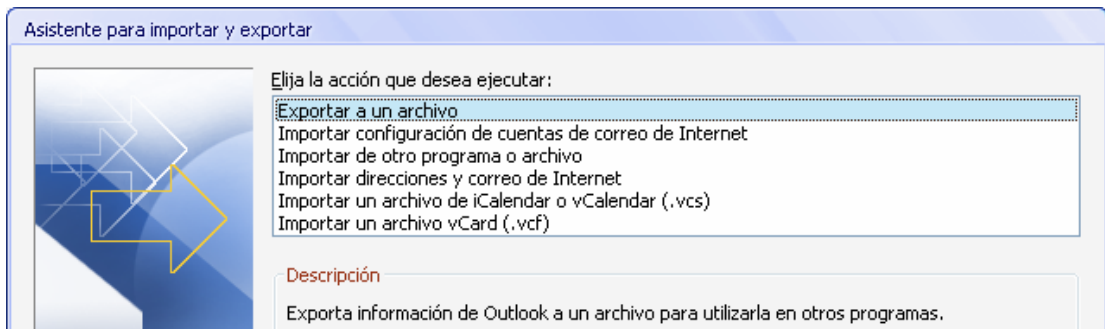 Asistente para importar y exportar
Elija la acción que desea ejecutar:
Exportar a un archivo
Importar configuración de cuentas de correo de Internet
Importar de otro programa o archivo
Importar direcciones y correo de Internet
Importar un archivo de iCalendar o vCalendar (.vcs)
Importar un archivo vCard (.vcf)
Descripción
Exporta información de Outlook a un archivo para utilizarla en otros programas.